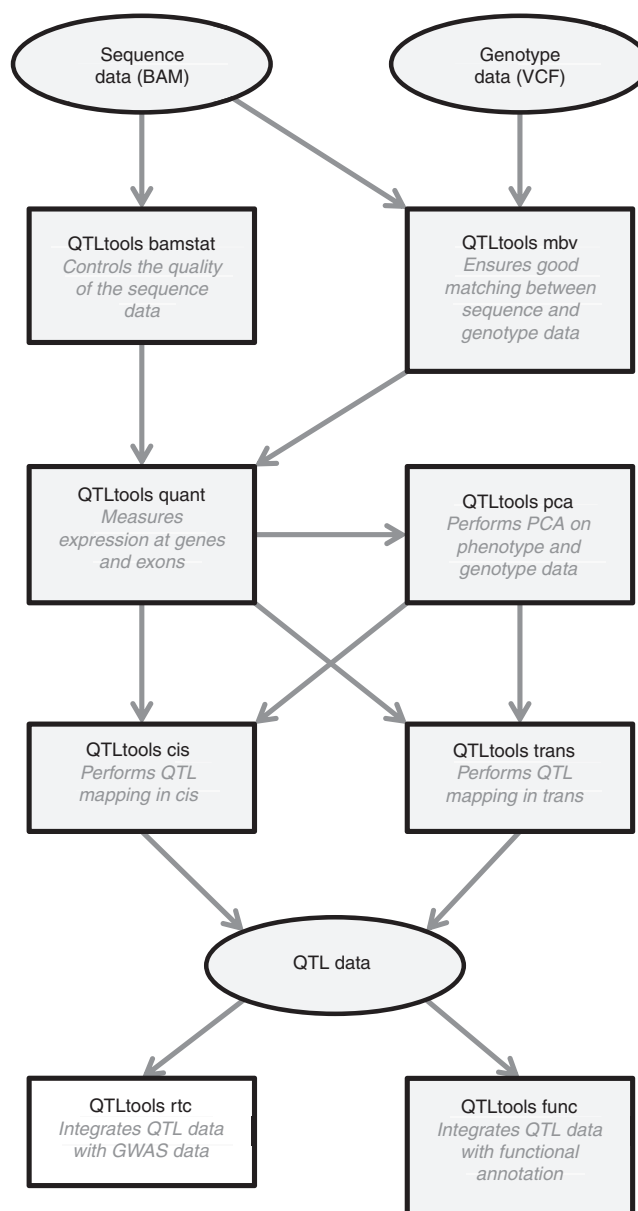 Sequence
data (BAM)
Genotype
data (VCF)
QTLtools bamstat
Controls the quality
of the sequence
data
QTLtools mbv
Ensures good
matching between
sequence and
genotype data
QTLtools quant
Measures
expression at genes
and exons
QTLtools pca
Performs PCA on
phenotype and
genotype data
QTLtools cis
Performs QTL
mapping in cis
QTLtools trans
Performs QTL
mapping in trans
QTL data
QTLtools rtc
Integrates QTL data
with GWAS data
QTLtools func
Integrates QTL data
with functional
annotation